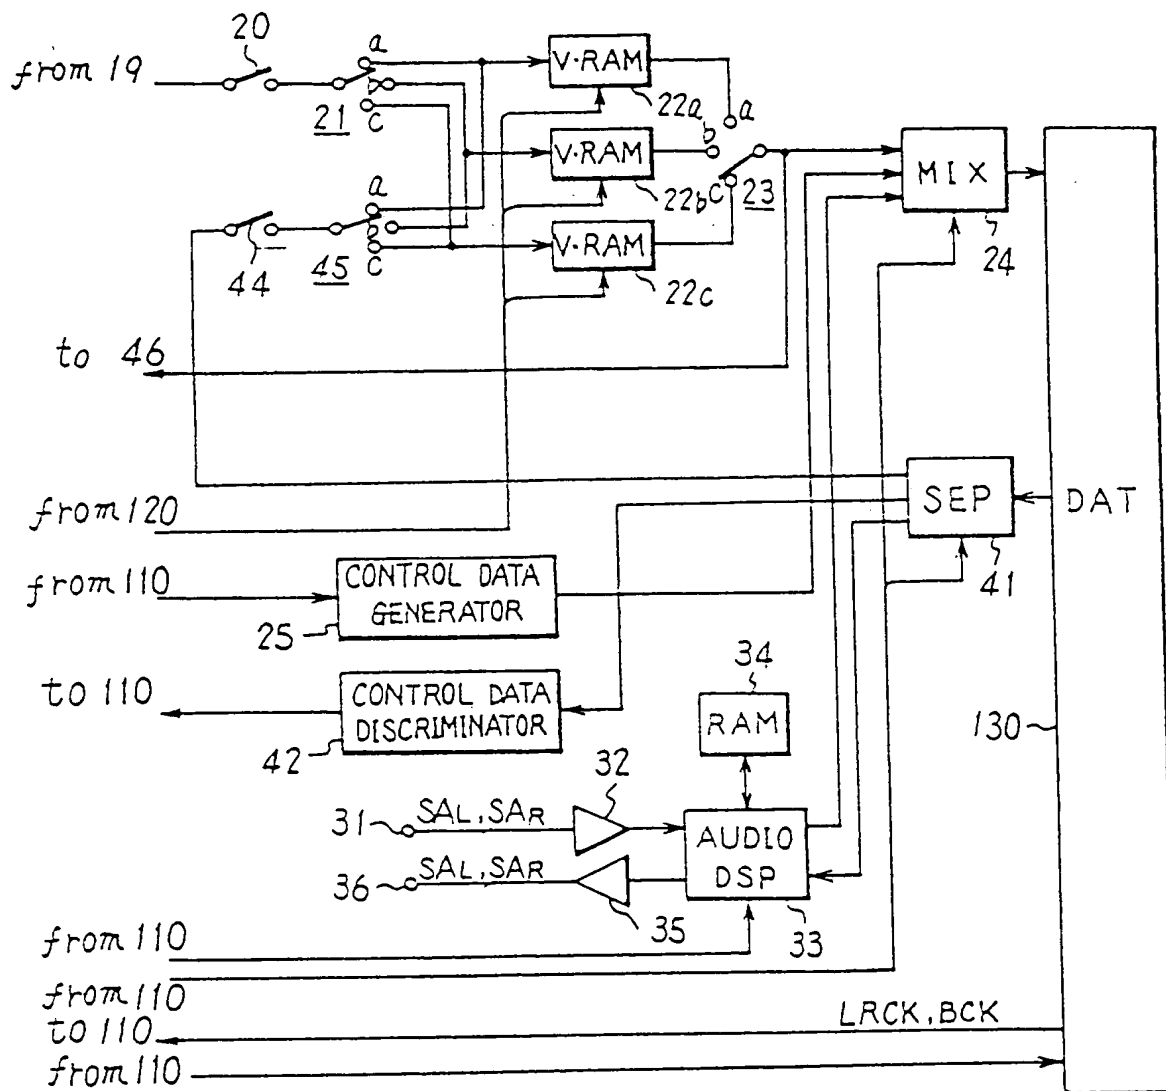 20
from 19
a
b
c
21
V·RAM
22a
a
b
c
V·RAM
22b
23
MIX
24
44
a
b
c
45
V·RAM
22c
to 46
from 120
SEP
41
DAT
from 110
CONTROL DATA
GENERATOR
25
to 110
CONTROL DATA
DISCRIMINATOR
42
34
RAM
130
32
31
SAL, SAR
AUDIO
DSP
36
SAL, SAR
35
33
from 110
from 110
LRCK, BCK
to 110
from 110